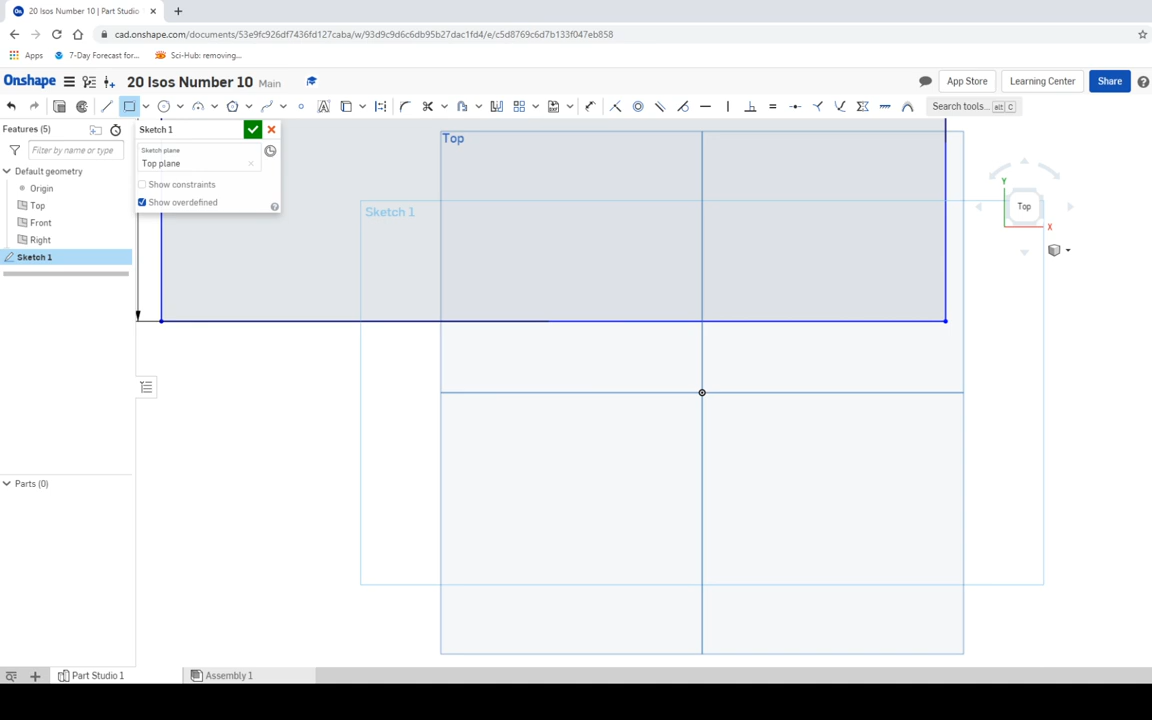 20 Isos Number 10 | Part Studio
cad.onshape.com/documents/53e9fc926df7436fd127caba/w/93d9c9d6c6db95b27dac1fd4/e/c5d8769c6d7b133f047eb858
Apps 7-Day Forecast for... Sci-Hub: removing...
Onshape 20 Isos Number 10 Main App Store Learning Center Share
Search tools... alt C
Features (5)
Filter by name or type
Default geometry
Origin
Top
Front
Right
Sketch 1
Parts (0)
Sketch 1
Sketch plane
Top plane
Show constraints
Show overdefined
Top
Sketch 1
Y
Top
X
Part Studio 1 Assembly 1